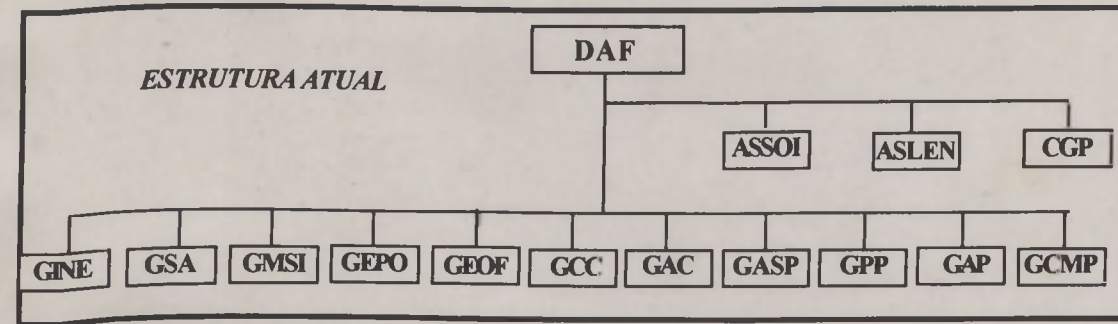 DAF
ESTRUTURA ATUAL
ASSOI ASLEN CGP
GINE GSA GMSI GEPO GEOF GCC GAC GASP GPP GAP GCMP